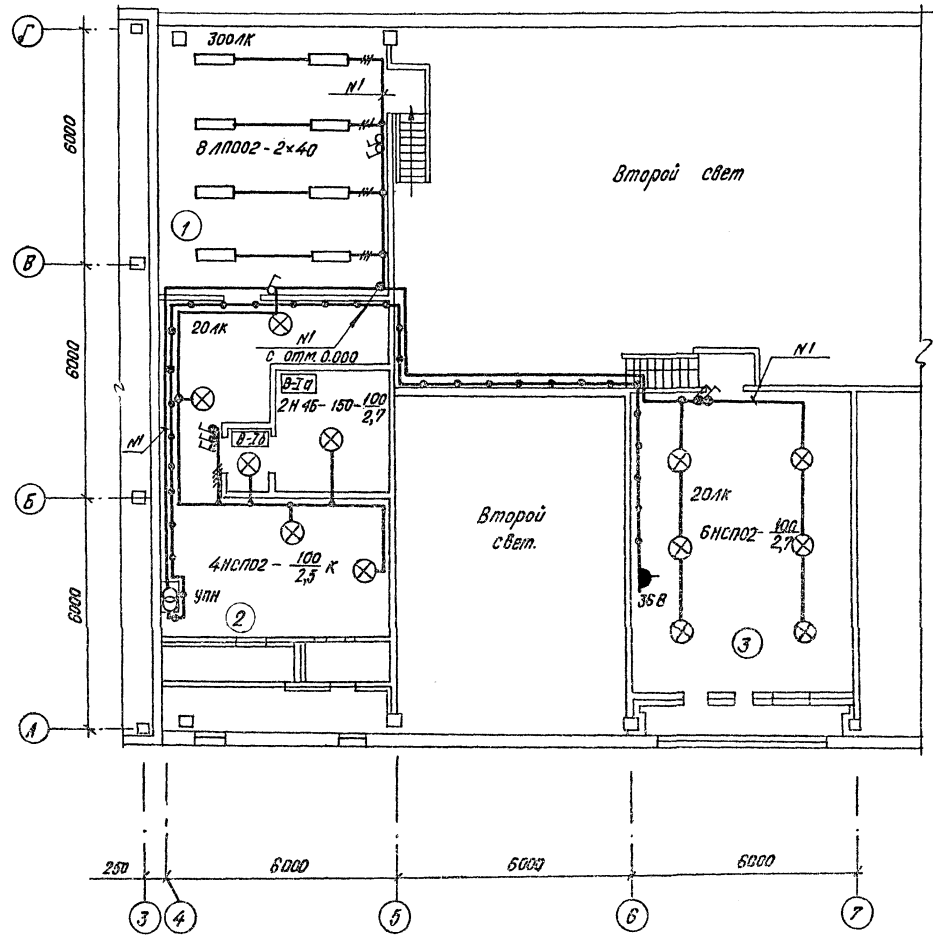 Г
300лк
N1
6000
8 ЛПО02-2×40
Второй свет
1
В
20лк
N1
с отм. 0.000
N1
6000
В-Iа
2Н4Б-150-100/2,7
N1
В-Iб
Б
Второй
свет.
20лк
6НСП02-100/2,7
4НСП02-100/2,5 К
УПН
36В
6000
2
3
А
250
6000
6000
6000
3
4
5
6
7